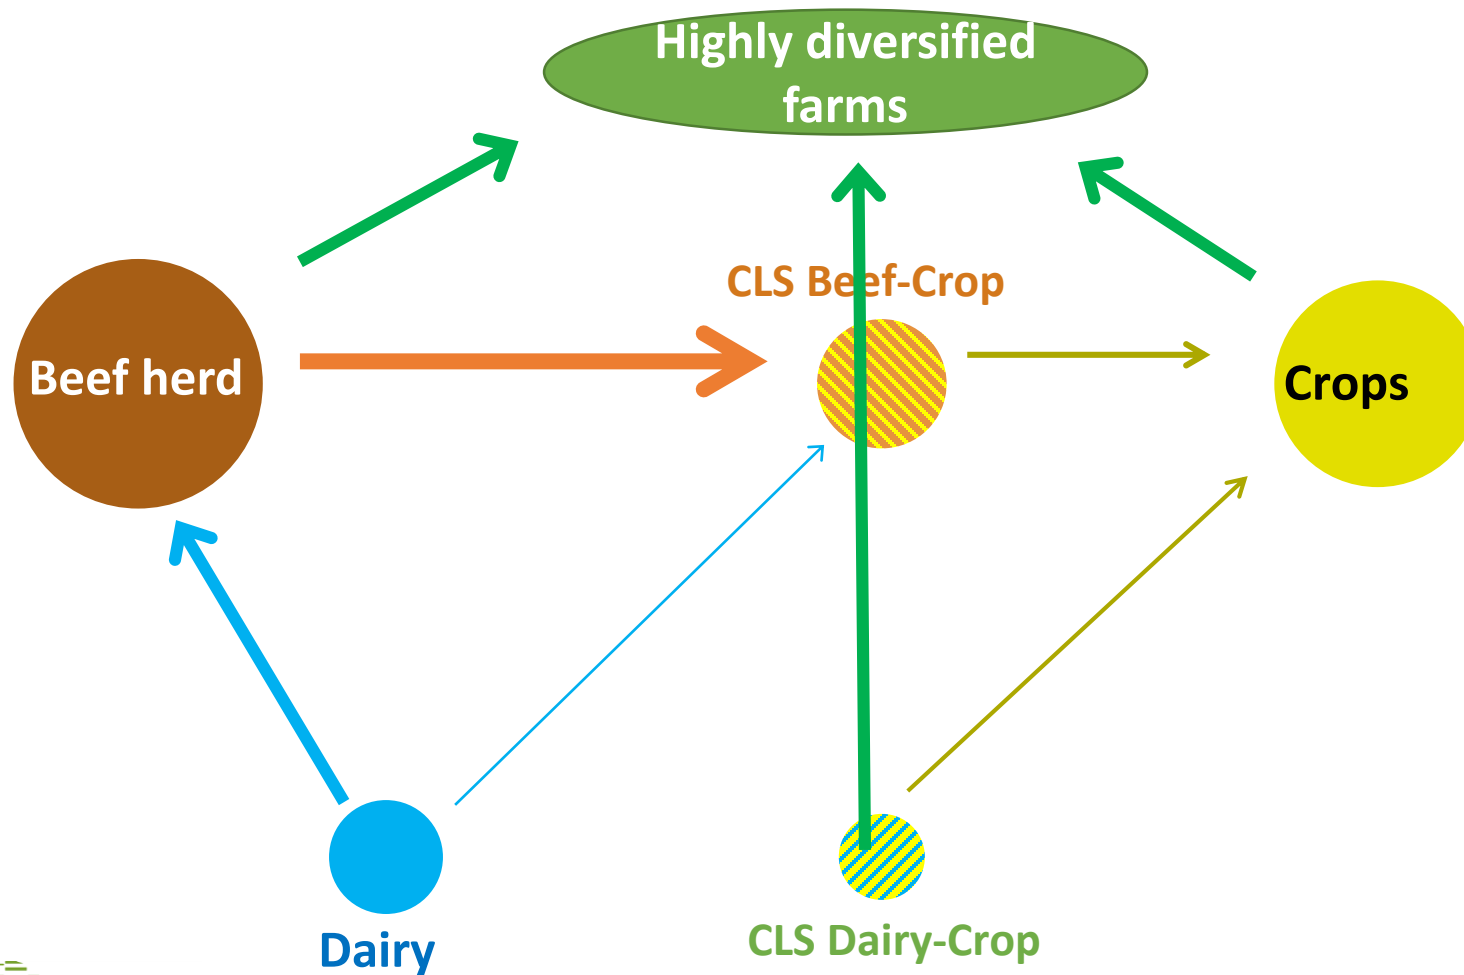 Highly diversified
farms
CLS Beef-Crop
Beef herd
Crops
Dairy
CLS Dairy-Crop